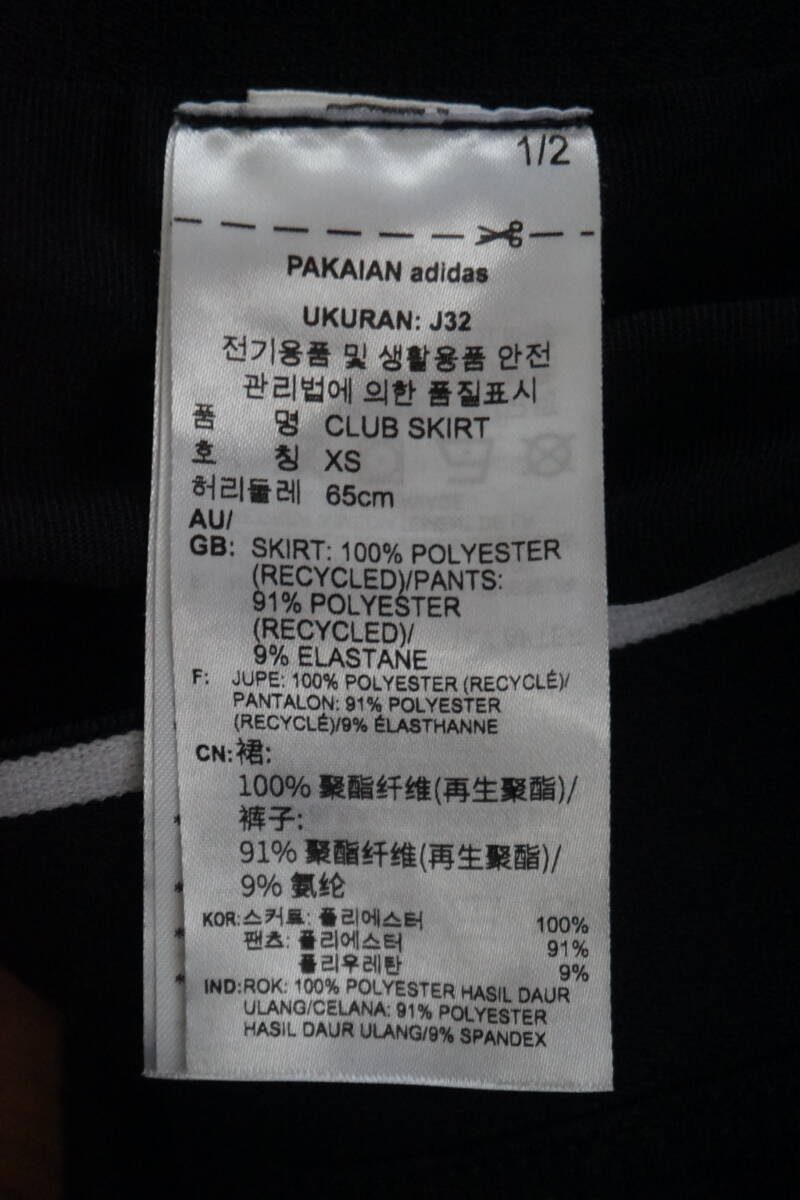 1/2
PAKAIAN adidas
UKURAN: J32
전기용품 및 생활용품 안전
관리법에 의한 품질표시
품 명 CLUB SKIRT
호 칭 XS
허리둘레 65cm
AU/
GB: SKIRT: 100% POLYESTER
(RECYCLED)/PANTS:
91% POLYESTER
(RECYCLED)/
9% ELASTANE
F: JUPE: 100% POLYESTER (RECYCLÉ)/
PANTALON: 91% POLYESTER
(RECYCLÉ)/9% ÉLASTHANNE
CN:裙:
100% 聚酯纤维(再生聚酯)/
裤子:
91% 聚酯纤维(再生聚酯)/
9% 氨纶
KOR:스커트: 폴리에스터 100%
팬츠: 폴리에스터 91%
폴리우레탄 9%
IND:ROK: 100% POLYESTER HASIL DAUR
ULANG/CELANA: 91% POLYESTER
HASIL DAUR ULANG/9% SPANDEX